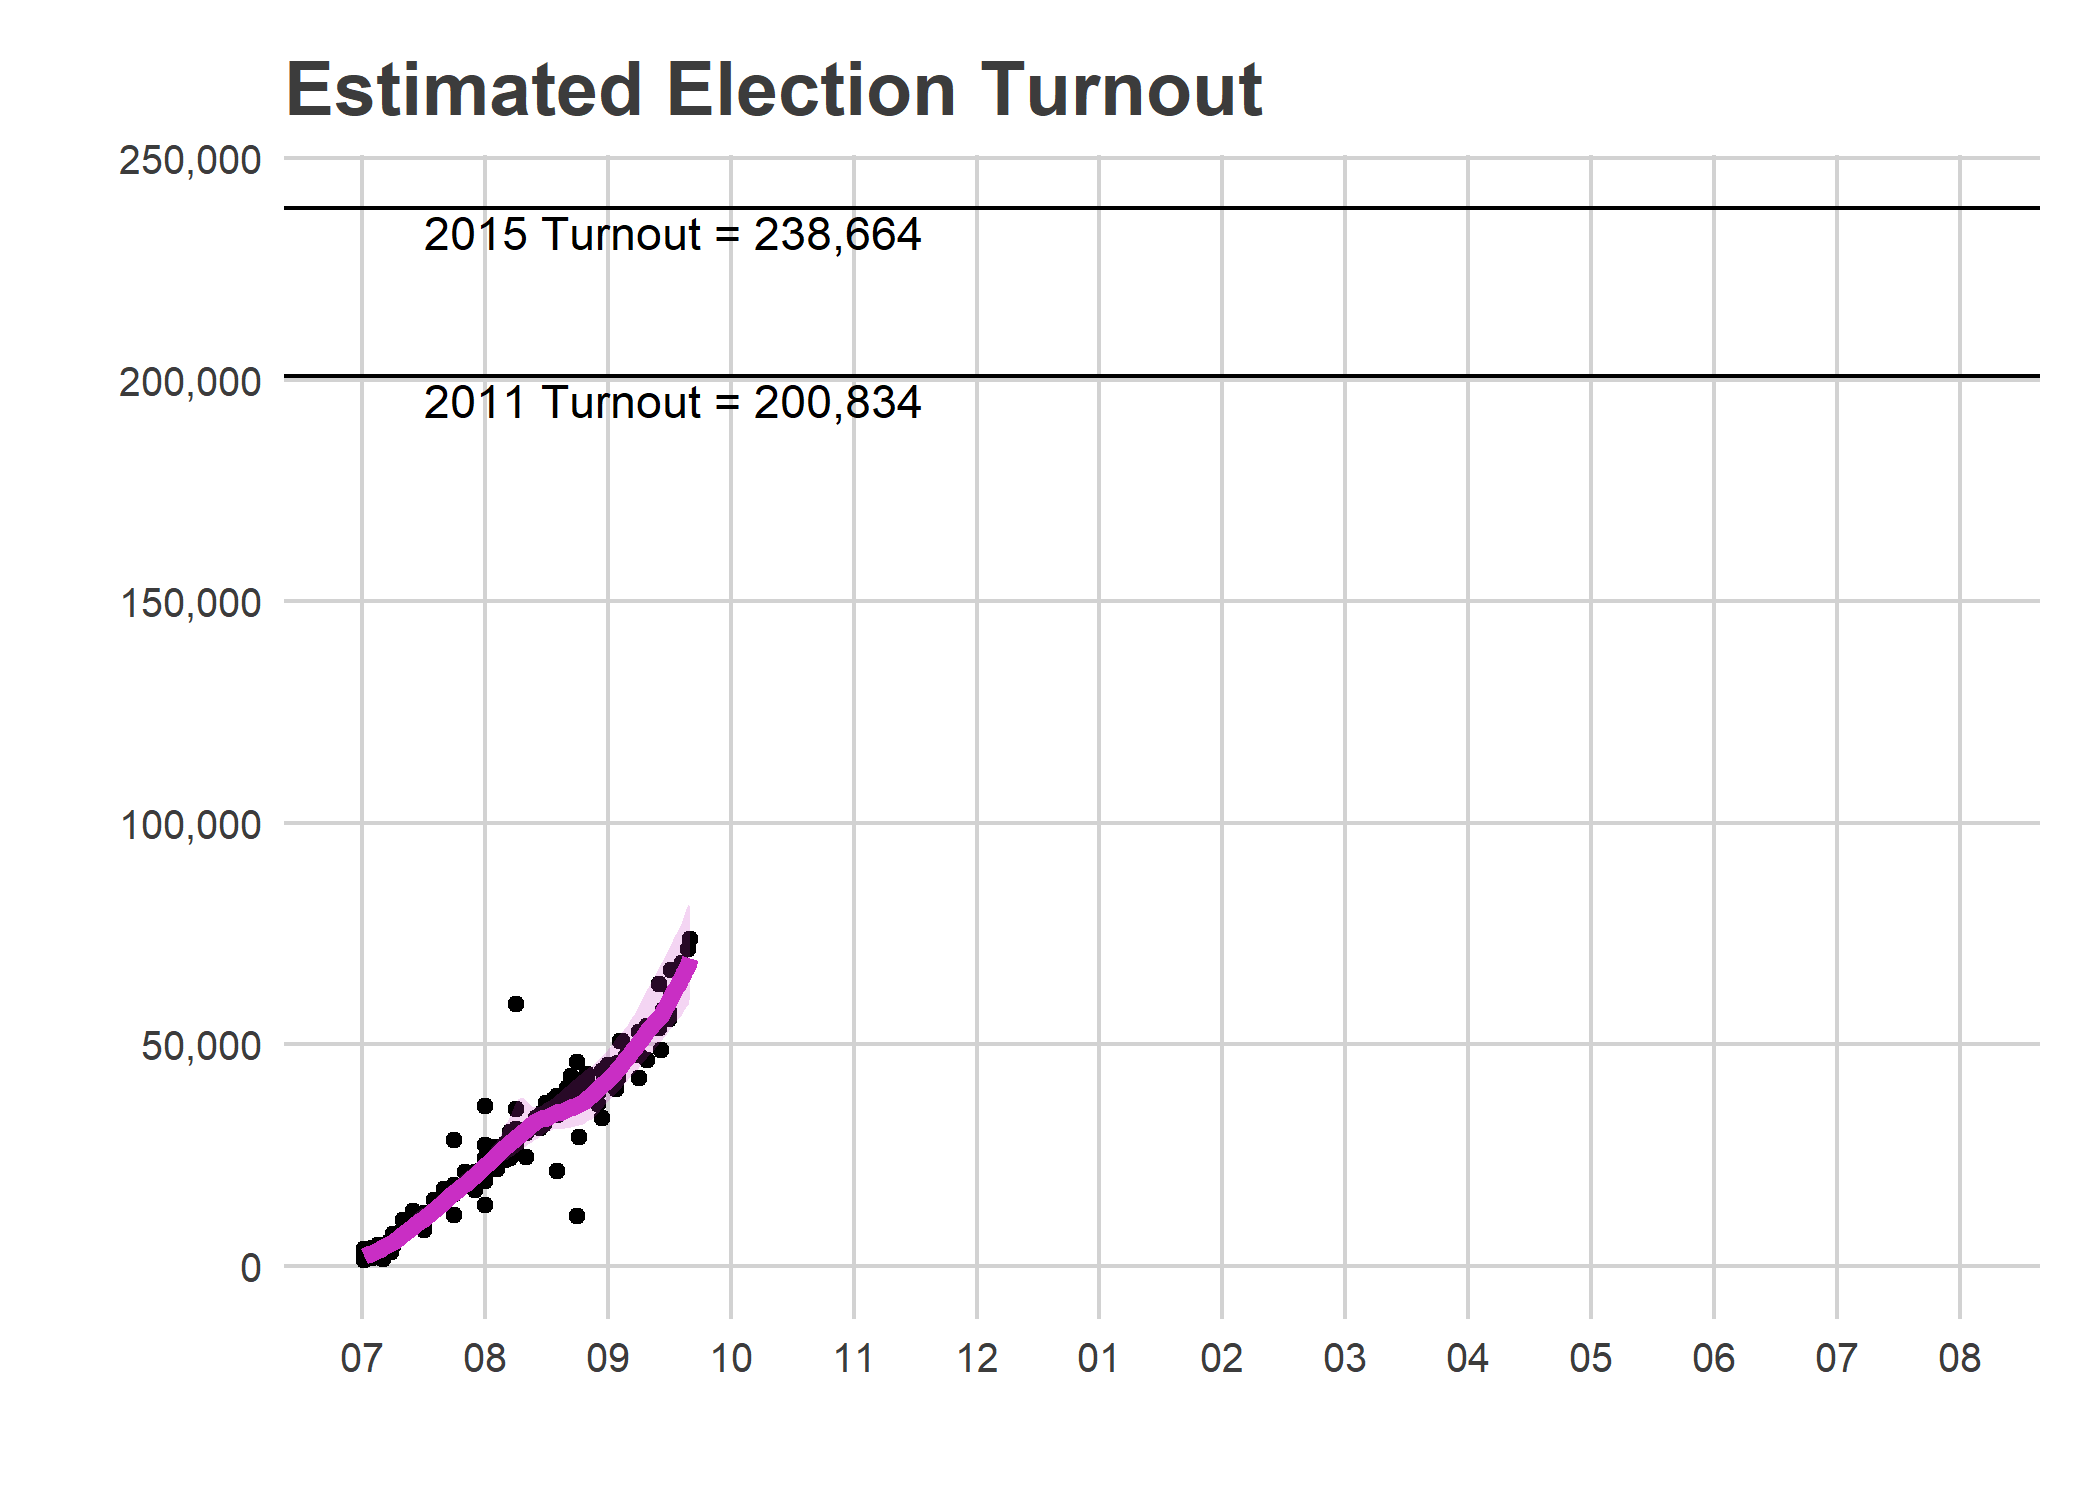 Estimated Election Turnout
250,000
2015 Turnout = 238,664
200,000
2011 Turnout = 200,834
150,000
100,000
50,000
0
07 08 09 10 11 12 01 02 03 04 05 06 07 08